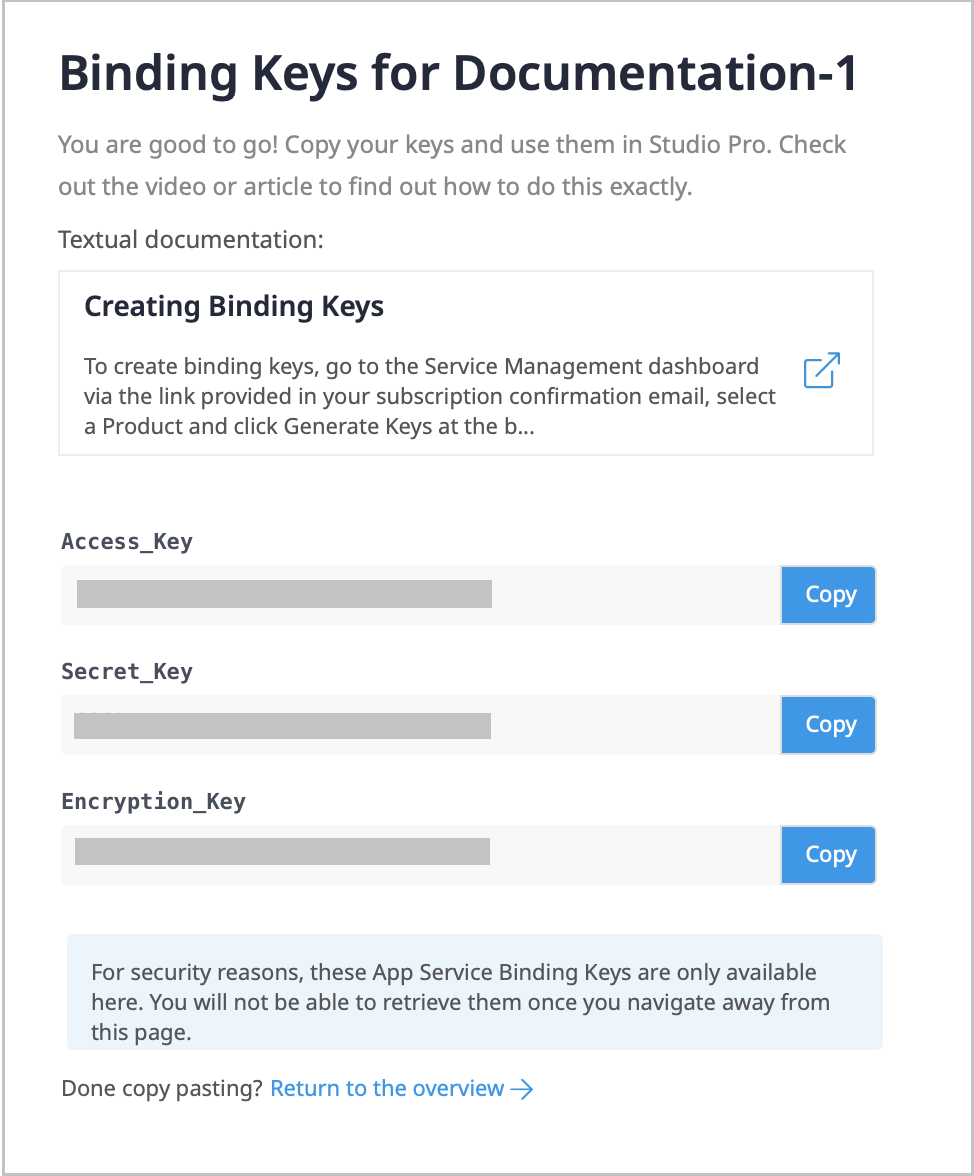 Binding Keys for Documentation-1
You are good to go! Copy your keys and use them in Studio Pro. Check
out the video or article to find out how to do this exactly.
Textual documentation:
Creating Binding Keys
To create binding keys, go to the Service Management dashboard
via the link provided in your subscription confirmation email, select
a Product and click Generate Keys at the b...
Access_Key
Copy
Secret_Key
Copy
Encryption_Key
Copy
For security reasons, these App Service Binding Keys are only available
here. You will not be able to retrieve them once you navigate away from
this page.
Done copy pasting? Return to the overview →